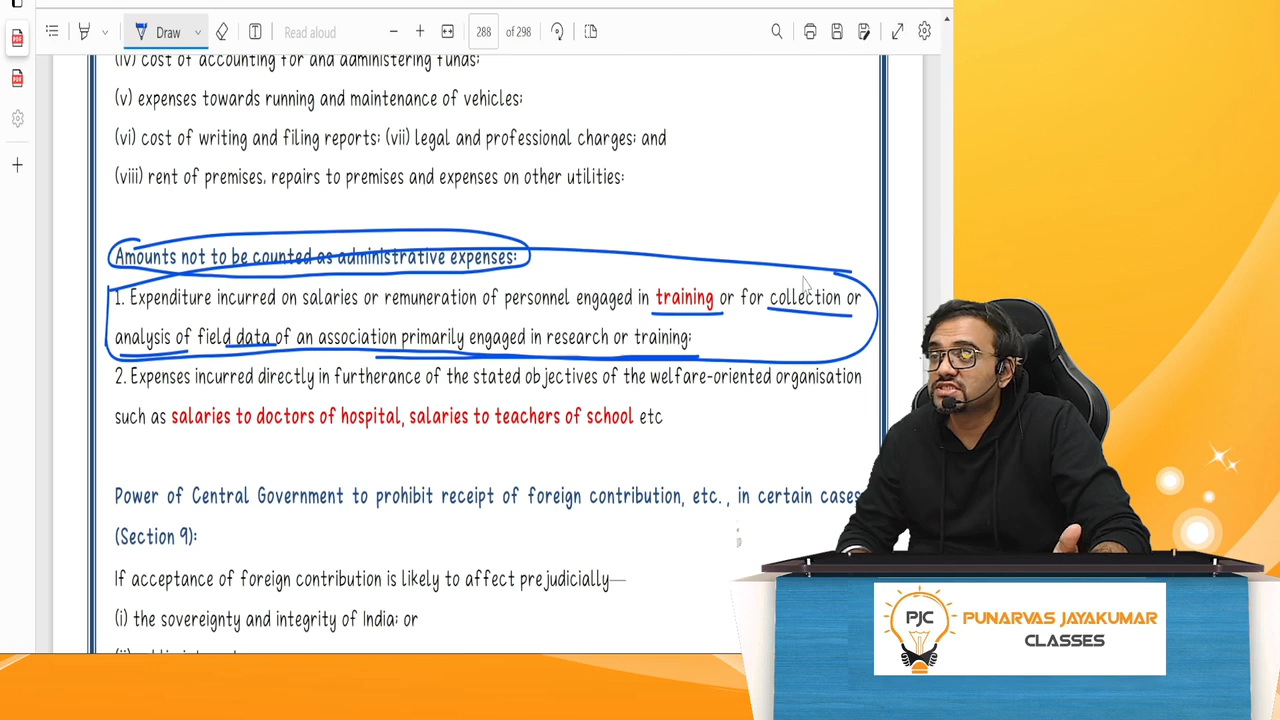 Draw
Read aloud
288 of 298
(iv) cost of accounting for and administering funds;
(v) expenses towards running and maintenance of vehicles;
(vi) cost of writing and filing reports; (vii) legal and professional charges; and
(viii) rent of premises, repairs to premises and expenses on other utilities:
Amounts not to be counted as administrative expenses:
1. Expenditure incurred on salaries or remuneration of personnel engaged in training or for collection or
analysis of field data of an association primarily engaged in research or training;
2. Expenses incurred directly in furtherance of the stated objectives of the welfare-oriented organisation
such as salaries to doctors of hospital, salaries to teachers of school etc
Power of Central Government to prohibit receipt of foreign contribution, etc., in certain cases
(Section 9):
If acceptance of foreign contribution is likely to affect prejudicially—
(i) the sovereignty and integrity of India; or
PJC
PUNARVAS JAYAKUMAR
CLASSES